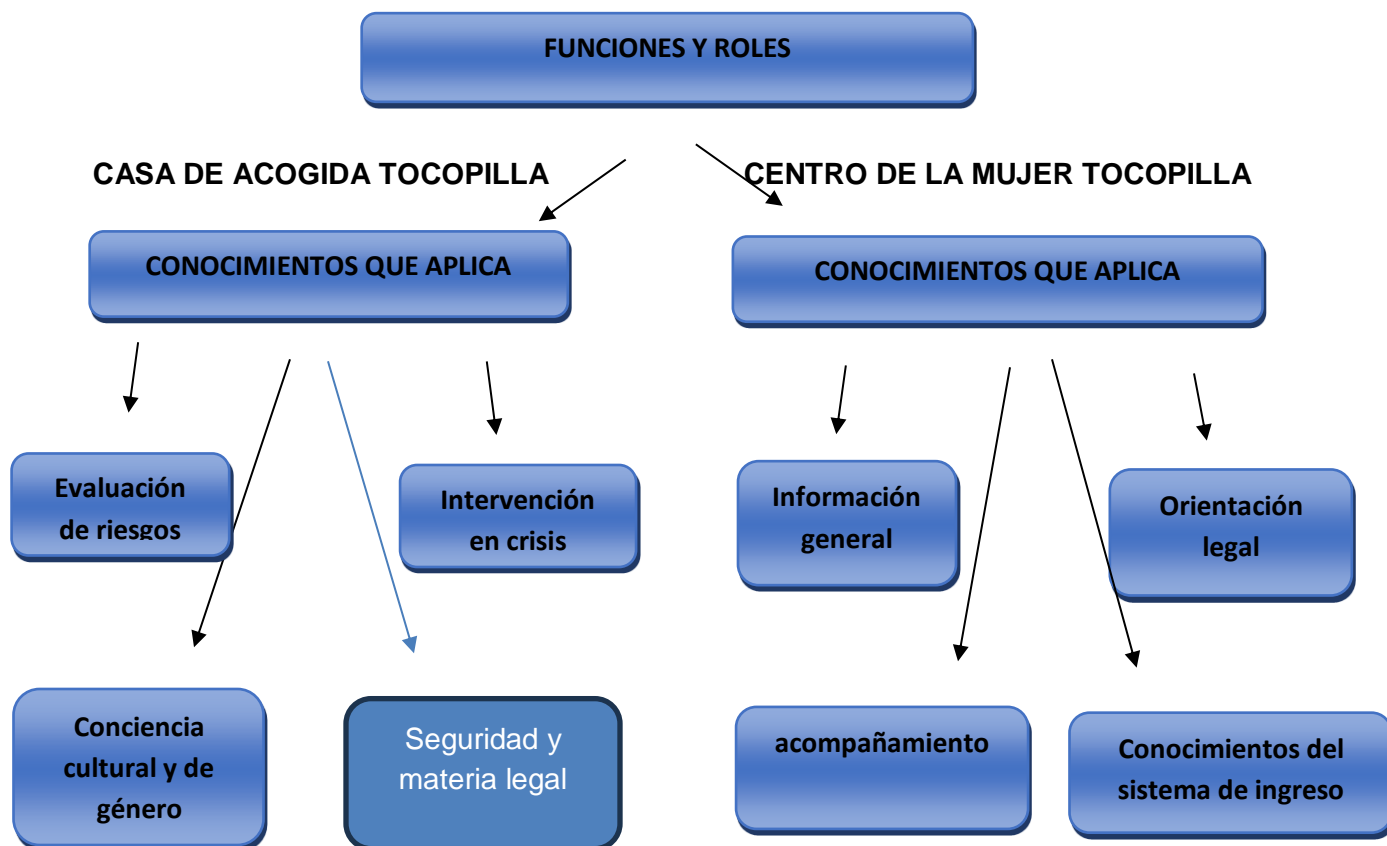 FUNCIONES Y ROLES
CASA DE ACOGIDA TOCOPILLA
CENTRO DE LA MUJER TOCOPILLA
CONOCIMIENTOS QUE APLICA
CONOCIMIENTOS QUE APLICA
Evaluación
de riesgos
Intervención
en crisis
Información
general
Orientación
legal
Conciencia
cultural y de
género
Seguridad y
materia legal
acompañamiento
Conocimientos del
sistema de ingreso